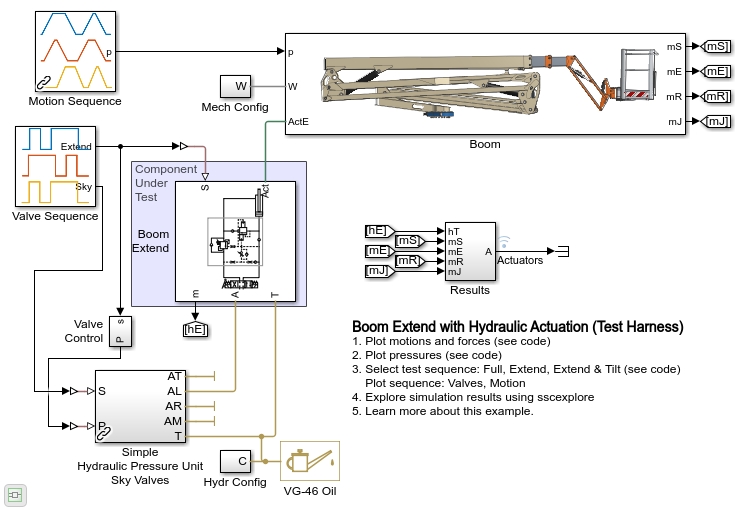 Motion Sequence
p
p
W
Mech Config
W
ActE
mS
mE
mR
mJ
[mS]
[mE]
[mR]
[mJ]
Boom
Extend
Sky
Valve Sequence
Component
Under
Test
S
Act
Boom
Extend
m
A
T
[hE]
[hE]
[mS]
[mE]
[mR]
[mJ]
hT
mS
mE
mR
mJ
A
Actuators
Results
Valve
Control
s
P
S
P
AT
AL
AR
AM
T
Simple
Hydraulic Pressure Unit
Sky Valves
C
Hydr Config
VG-46 Oil
Boom Extend with Hydraulic Actuation (Test Harness)
1. Plot motions and forces (see code)
2. Plot pressures (see code)
3. Select test sequence: Full, Extend, Extend & Tilt (see code)
Plot sequence: Valves, Motion
4. Explore simulation results using sscexplore
5. Learn more about this example.